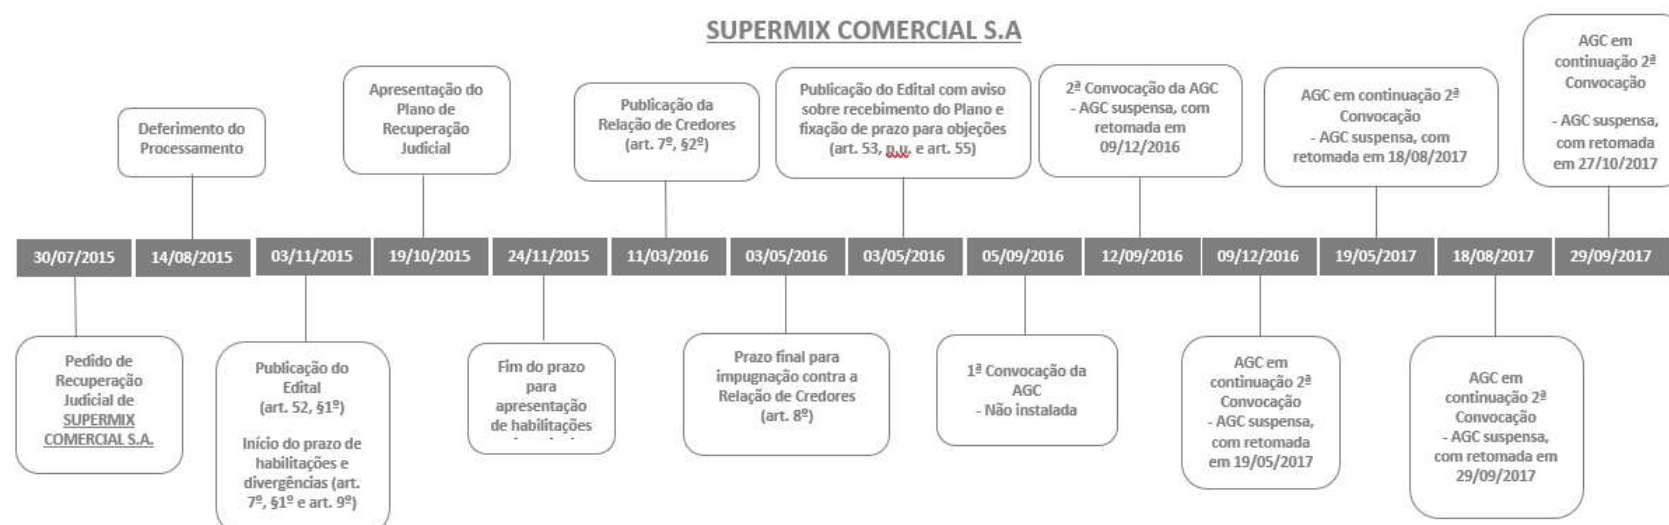 SUPERMIX COMERCIAL S.A
Deferimento do
Processamento
Apresentação do
Plano de
Recuperação
Judicial
Publicação da
Relação de Credores
(art. 7º, §2º)
Publicação do Edital com aviso
sobre recebimento do Plano e
fixação de prazo para objeções
(art. 53, p.u. e art. 55)
2ª Convocação da AGC
- AGC suspensa, com
retomada em
09/12/2016
AGC em continuação 2ª
Convocação
- AGC suspensa, com
retomada em 18/08/2017
AGC em
continuação 2ª
Convocação
- AGC suspensa,
com retomada
em 27/10/2017
30/07/2015 14/08/2015 03/11/2015 19/10/2015 24/11/2015 11/03/2016 03/05/2016 03/05/2016 05/09/2016 12/09/2016 09/12/2016 19/05/2017 18/08/2017 29/09/2017
Pedido de
Recuperação
Judicial de
SUPERMIX
COMERCIAL S.A.
Publicação do
Edital
(art. 52, §1º)
Início do prazo de
habilitações e
divergências (art.
7º, §1º e art. 9º)
Fim do prazo
para
apresentação
de habilitações
Prazo final para
impugnação contra a
Relação de Credores
(art. 8º)
1ª Convocação da
AGC
- Não instalada
AGC em
continuação 2ª
Convocação
- AGC suspensa,
com retomada
em 19/05/2017
AGC em
continuação 2ª
Convocação
- AGC suspensa,
com retomada em
29/09/2017